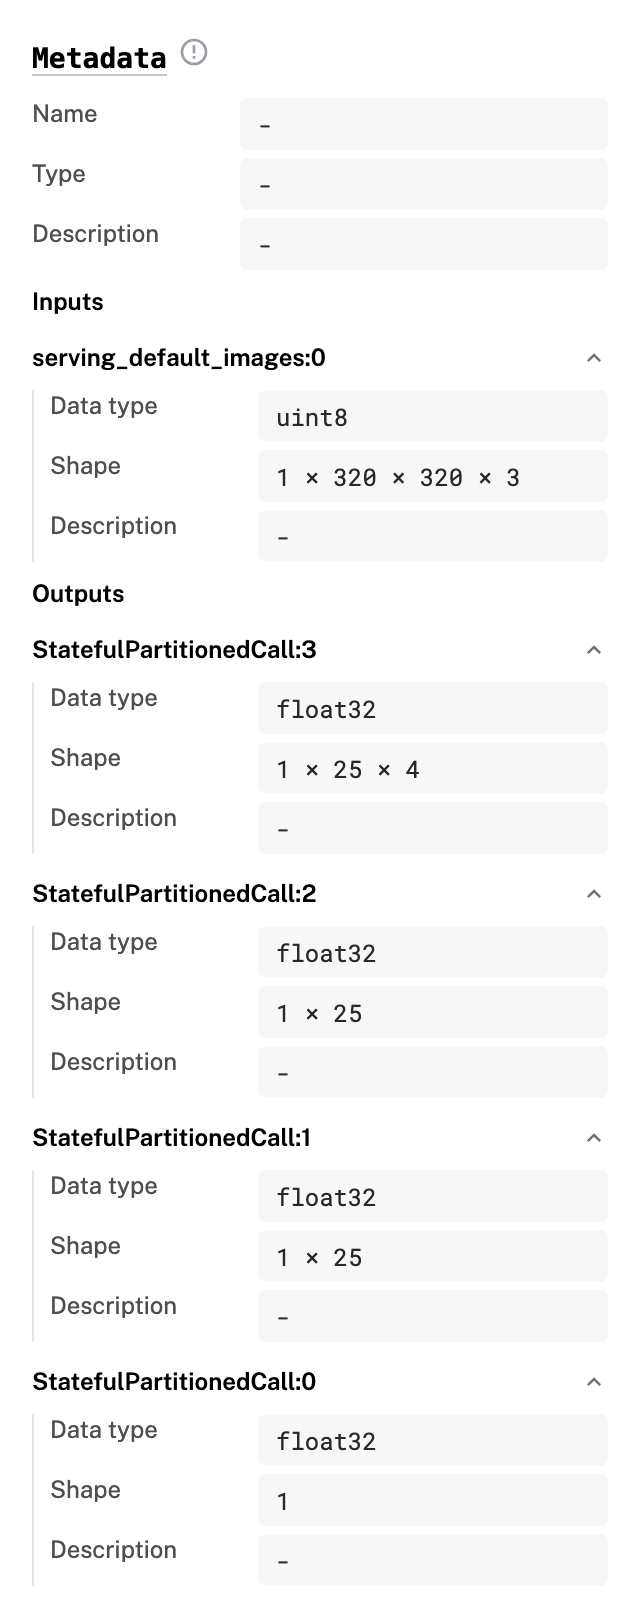 Metadata
Name -
Type -
Description -
Inputs
serving_default_images:0
Data type uint8
Shape 1 × 320 × 320 × 3
Description -
Outputs
StatefulPartitionedCall:3
Data type float32
Shape 1 × 25 × 4
Description -
StatefulPartitionedCall:2
Data type float32
Shape 1 × 25
Description -
StatefulPartitionedCall:1
Data type float32
Shape 1 × 25
Description -
StatefulPartitionedCall:0
Data type float32
Shape 1
Description -